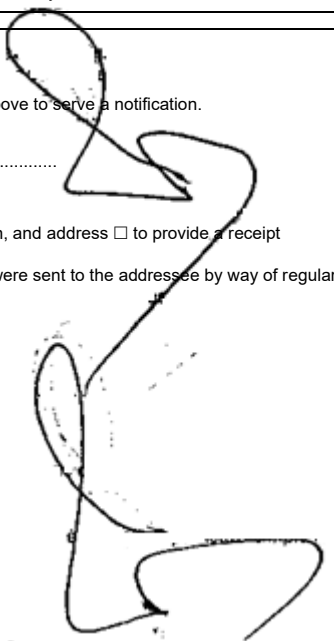 ove to serve a notification.
............
n, and address ☐ to provide a receipt
were sent to the addressee by way of regular